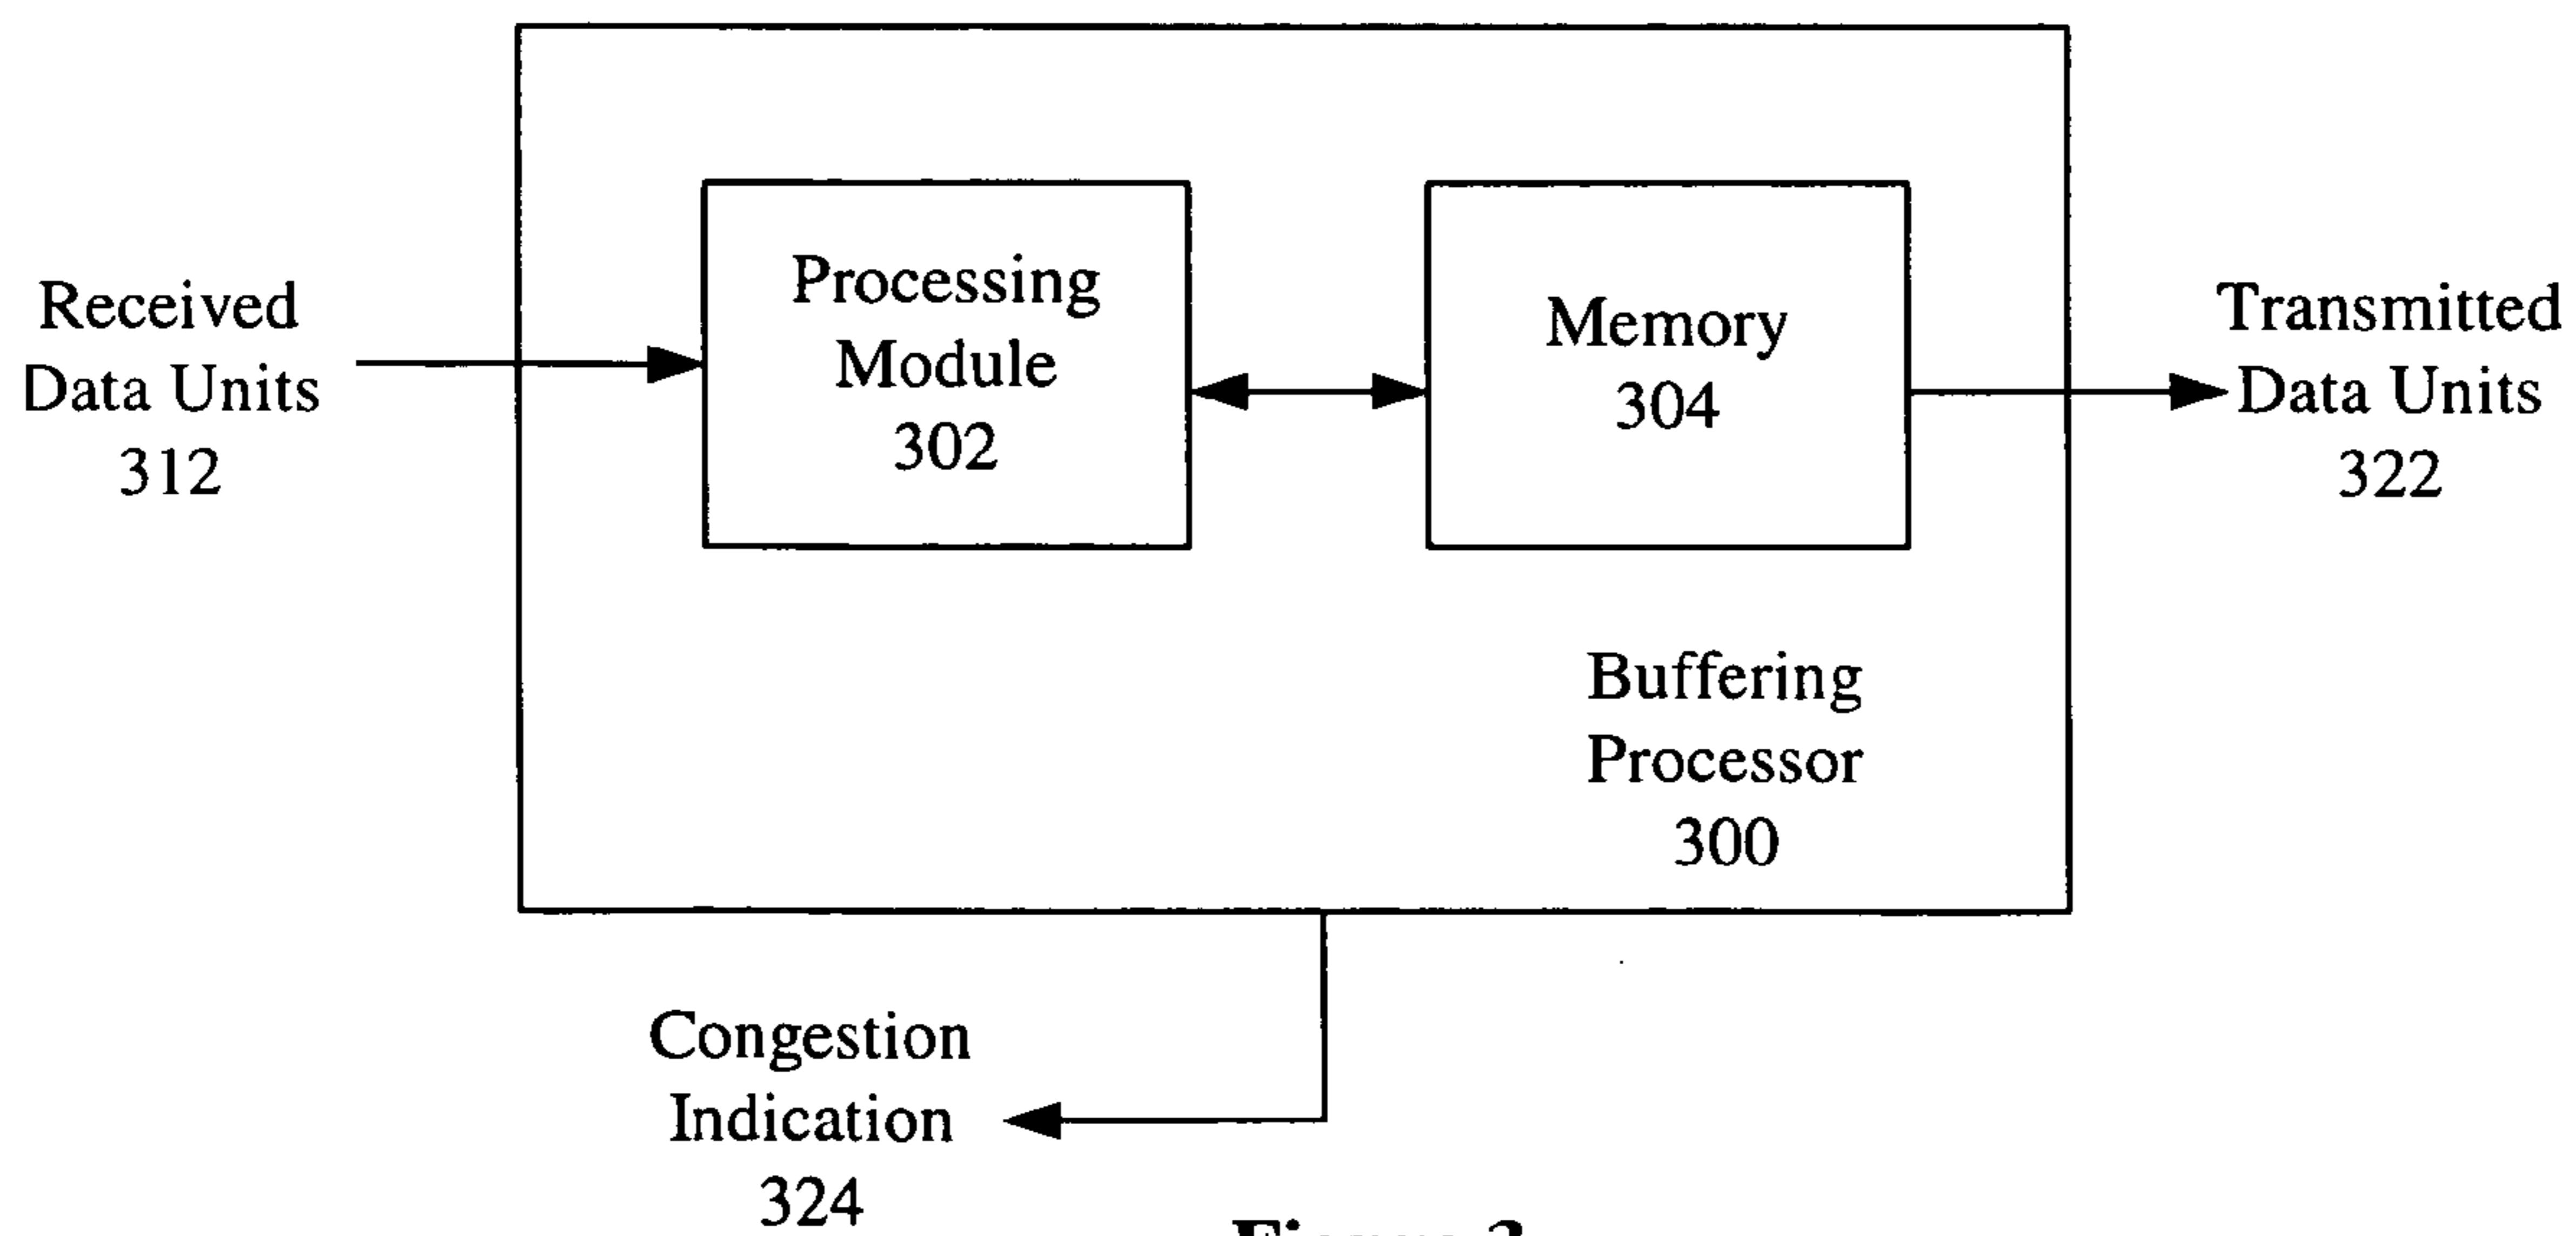 Received
Data Units
312
Processing
Module
302
Memory
304
Transmitted
Data Units
322
Buffering
Processor
300
Congestion
Indication
324